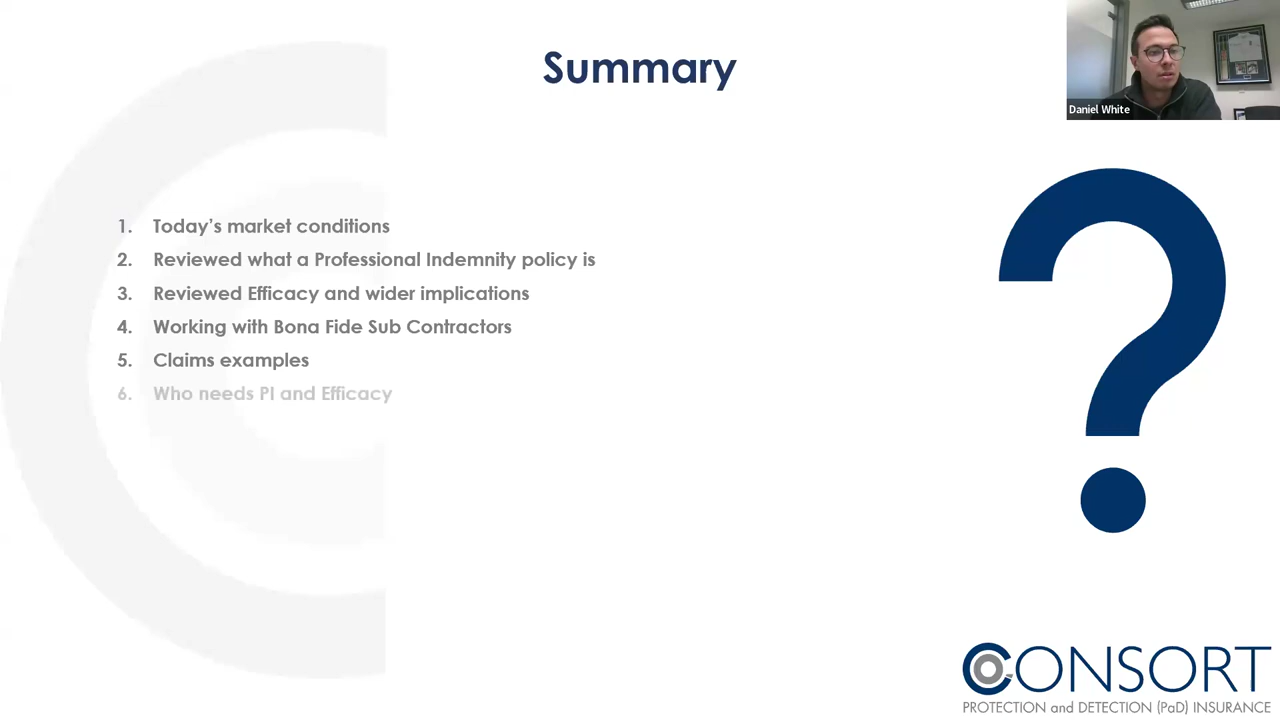 Summary
Daniel White
1. Today’s market conditions
2. Reviewed what a Professional Indemnity policy is
3. Reviewed Efficacy and wider implications
4. Working with Bona Fide Sub Contractors
5. Claims examples
6. Who needs PI and Efficacy
?
CONSORT
PROTECTION and DETECTION (PaD) INSURANCE